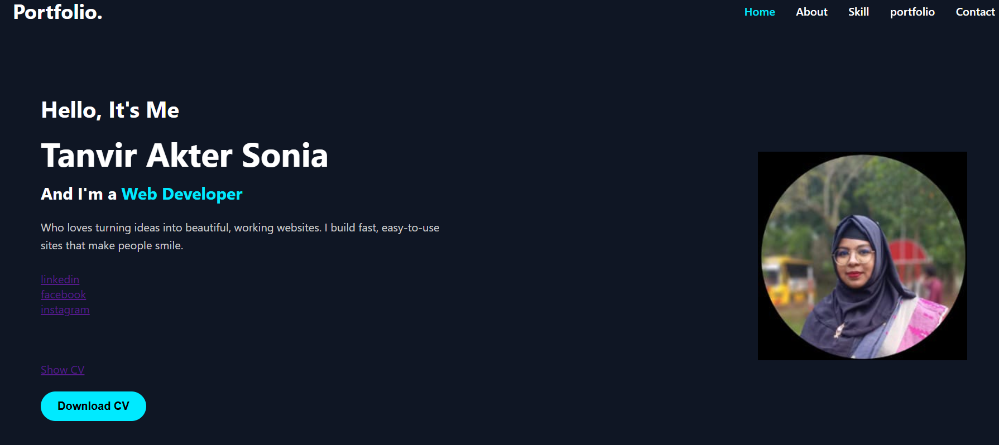 Portfolio.
Home About Skill portfolio Contact
Hello, It's Me
Tanvir Akter Sonia
And I'm a Web Developer
Who loves turning ideas into beautiful, working websites. I build fast, easy-to-use
sites that make people smile.
linkedin
facebook
instagram
Show CV
Download CV